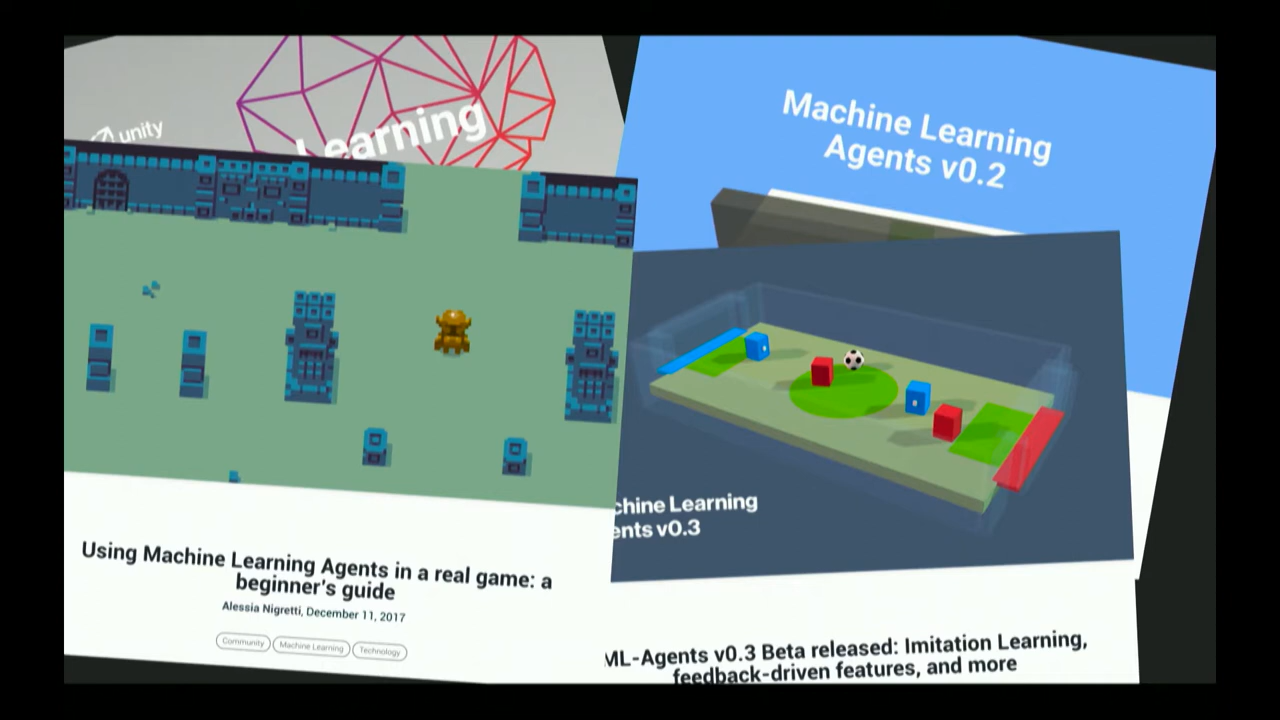 unity
Learning
Machine Learning
Agents v0.2
chine Learning
ents v0.3
Using Machine Learning Agents in a real game: a
beginner's guide
Alessia Nigretti, December 11, 2017
Community Machine Learning Technology
ML-Agents v0.3 Beta released: Imitation Learning,
feedback-driven features, and more